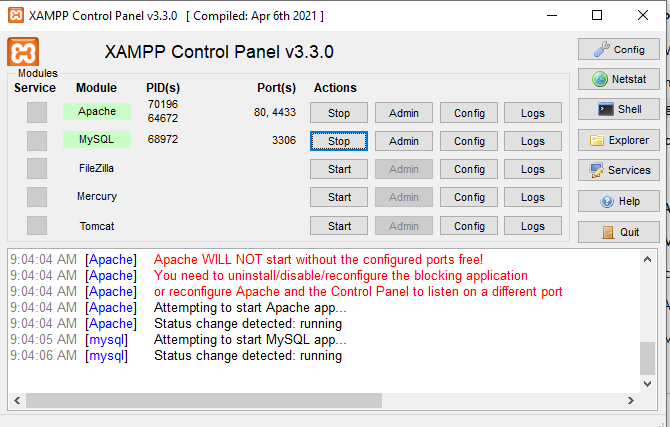 XAMPP Control Panel v3.3.0 [ Compiled: Apr 6th 2021 ]
XAMPP Control Panel v3.3.0
Config
Modules
Service Module PID(s) Port(s) Actions
Netstat
Apache 70196 64672 80, 4433 Stop Admin Config Logs
Shell
MySQL 68972 3306 Stop Admin Config Logs
Explorer
FileZilla Start Admin Config Logs
Services
Mercury Start Admin Config Logs
Help
Tomcat Start Admin Config Logs
Quit
9:04:04 AM [Apache] Apache WILL NOT start without the configured ports free!
9:04:04 AM [Apache] You need to uninstall/disable/reconfigure the blocking application
9:04:04 AM [Apache] or reconfigure Apache and the Control Panel to listen on a different port
9:04:04 AM [Apache] Attempting to start Apache app...
9:04:04 AM [Apache] Status change detected: running
9:04:05 AM [mysql] Attempting to start MySQL app...
9:04:06 AM [mysql] Status change detected: running